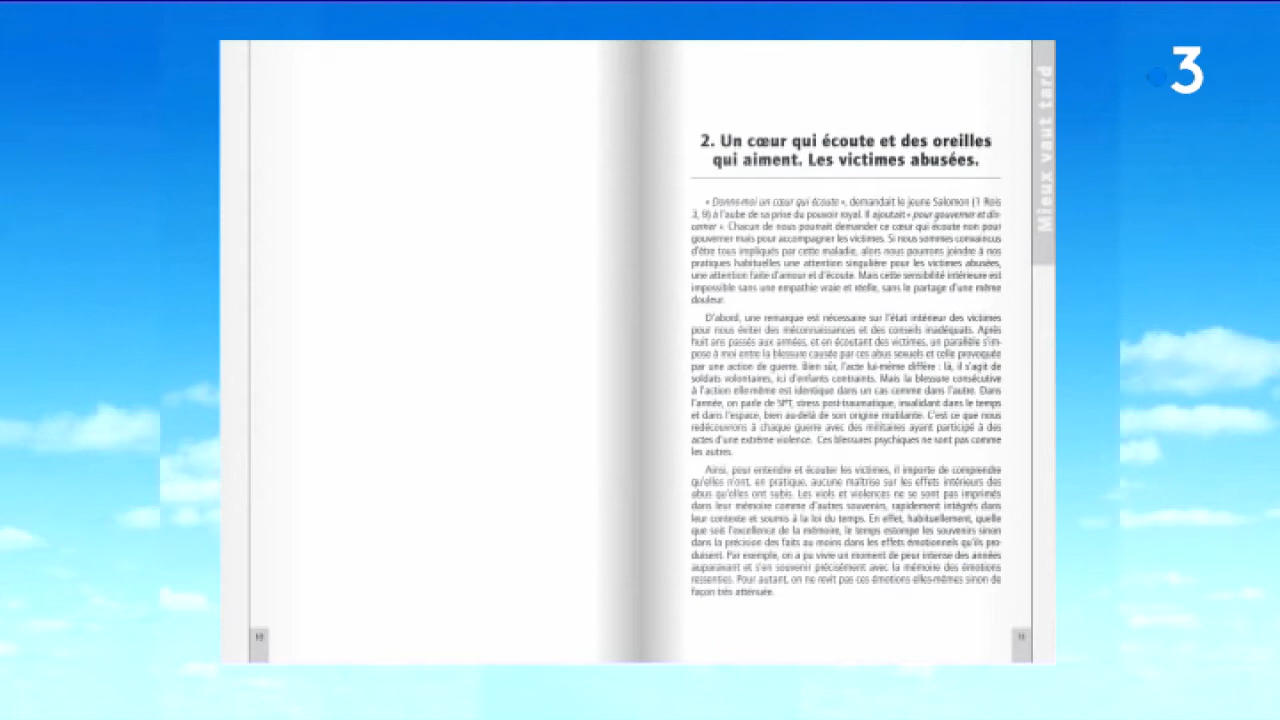 3
Mieux vaut tard
2. Un cœur qui écoute et des oreilles
qui aiment. Les victimes abusées.
« Donne-moi un cœur qui écoute », demandait le jeune Salomon (1 Rois
3, 9) à l'aube de sa prise du pouvoir royal. Il ajoutait « pour gouverner et dis-
cerner ». Chacun de nous pourrait demander ce cœur qui écoute non pour
gouverner mais pour accompagner les victimes. Si nous sommes convaincus
d'être tous impliqués par cette maladie, alors nous pourrons joindre à nos
pratiques habituelles une attention singulière pour les victimes abusées,
une attention faite d'amour et d'écoute. Mais cette sensibilité intérieure est
impossible sans une empathie vraie et réelle, sans le partage d'une même
douleur.
D'abord, une remarque est nécessaire sur l'état intérieur des victimes
pour nous éviter des méconnaissances et des conseils inadéquats. Après
huit ans passés aux armées, et en écoutant des victimes, un parallèle s'im-
pose à moi entre la blessure causée par ces abus sexuels et celle provoquée
par une action de guerre. Bien sûr, l'acte lui-même diffère : là, il s'agit de
soldats volontaires, ici d'enfants contraints. Mais la blessure consécutive
à l'action elle-même est identique dans un cas comme dans l'autre. Dans
l'armée, on parle de SPT, stress post-traumatique, invalidant dans le temps
et dans l'espace, bien au-delà de son origine mutilante. C'est ce que nous
redécouvrons à chaque guerre avec des militaires ayant participé à des
actes d'une extrême violence. Ces blessures psychiques ne sont pas comme
les autres.
Ainsi, pour entendre et écouter les victimes, il importe de comprendre
qu'elles n'ont, en pratique, aucune maîtrise sur les effets intérieurs des
abus qu'elles ont subis. Les viols et violences ne se sont pas imprimés
dans leur mémoire comme d'autres souvenirs, rapidement intégrés dans
leur contexte et soumis à la loi du temps. En effet, habituellement, quelle
que soit l'excellence de la mémoire, le temps estompe les souvenirs sinon
dans la précision des faits au moins dans les effets émotionnels qu'ils pro-
duisent. Par exemple, on a pu vivre un moment de peur intense des années
auparavant et s'en souvenir précisément avec la mémoire des émotions
ressenties. Pour autant, on ne revit pas ces émotions elles-mêmes sinon de
façon très atténuée.